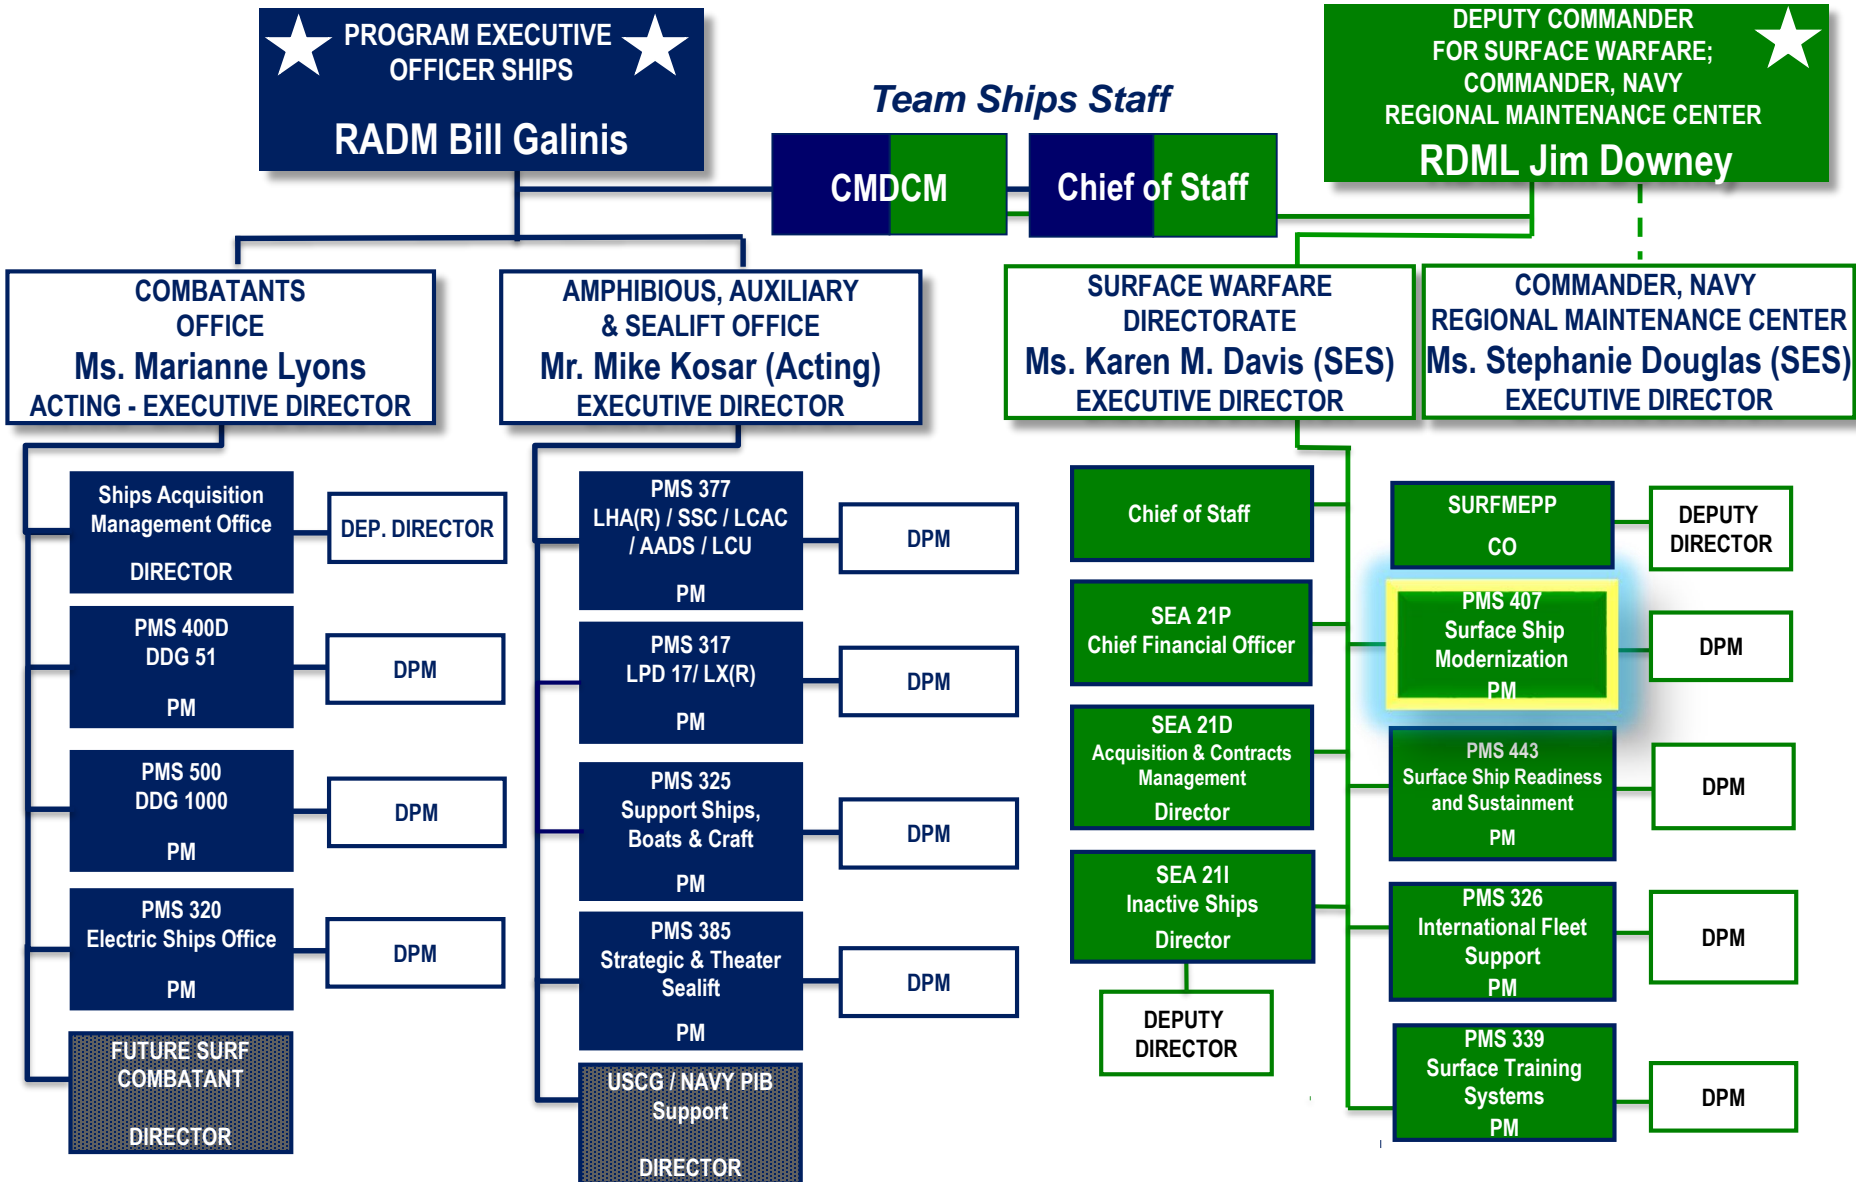 PROGRAM EXECUTIVE
OFFICER SHIPS
RADM Bill Galinis
Team Ships Staff
CMDCM
Chief of Staff
DEPUTY COMMANDER
FOR SURFACE WARFARE;
COMMANDER, NAVY
REGIONAL MAINTENANCE CENTER
RDML Jim Downey
COMBATANTS
OFFICE
Ms. Marianne Lyons
ACTING - EXECUTIVE DIRECTOR
AMPHIBIOUS, AUXILIARY
& SEALIFT OFFICE
Mr. Mike Kosar (Acting)
EXECUTIVE DIRECTOR
SURFACE WARFARE
DIRECTORATE
Ms. Karen M. Davis (SES)
EXECUTIVE DIRECTOR
COMMANDER, NAVY
REGIONAL MAINTENANCE CENTER
Ms. Stephanie Douglas (SES)
EXECUTIVE DIRECTOR
Ships Acquisition
Management Office
DIRECTOR
DEP. DIRECTOR
PMS 400D
DDG 51
PM
DPM
PMS 500
DDG 1000
PM
DPM
PMS 320
Electric Ships Office
PM
DPM
FUTURE SURF
COMBATANT
DIRECTOR
PMS 377
LHA(R) / SSC / LCAC
/ AADS / LCU
PM
DPM
PMS 317
LPD 17/ LX(R)
PM
DPM
PMS 325
Support Ships,
Boats & Craft
PM
DPM
PMS 385
Strategic & Theater
Sealift
PM
DPM
USCG / NAVY PIB
Support
DIRECTOR
Chief of Staff
SEA 21P
Chief Financial Officer
SEA 21D
Acquisition & Contracts
Management
Director
SEA 21I
Inactive Ships
Director
DEPUTY
DIRECTOR
SURFMEPP
CO
DEPUTY
DIRECTOR
PMS 407
Surface Ship
Modernization
PM
DPM
PMS 443
Surface Ship Readiness
and Sustainment
PM
DPM
PMS 326
International Fleet
Support
PM
DPM
PMS 339
Surface Training
Systems
PM
DPM